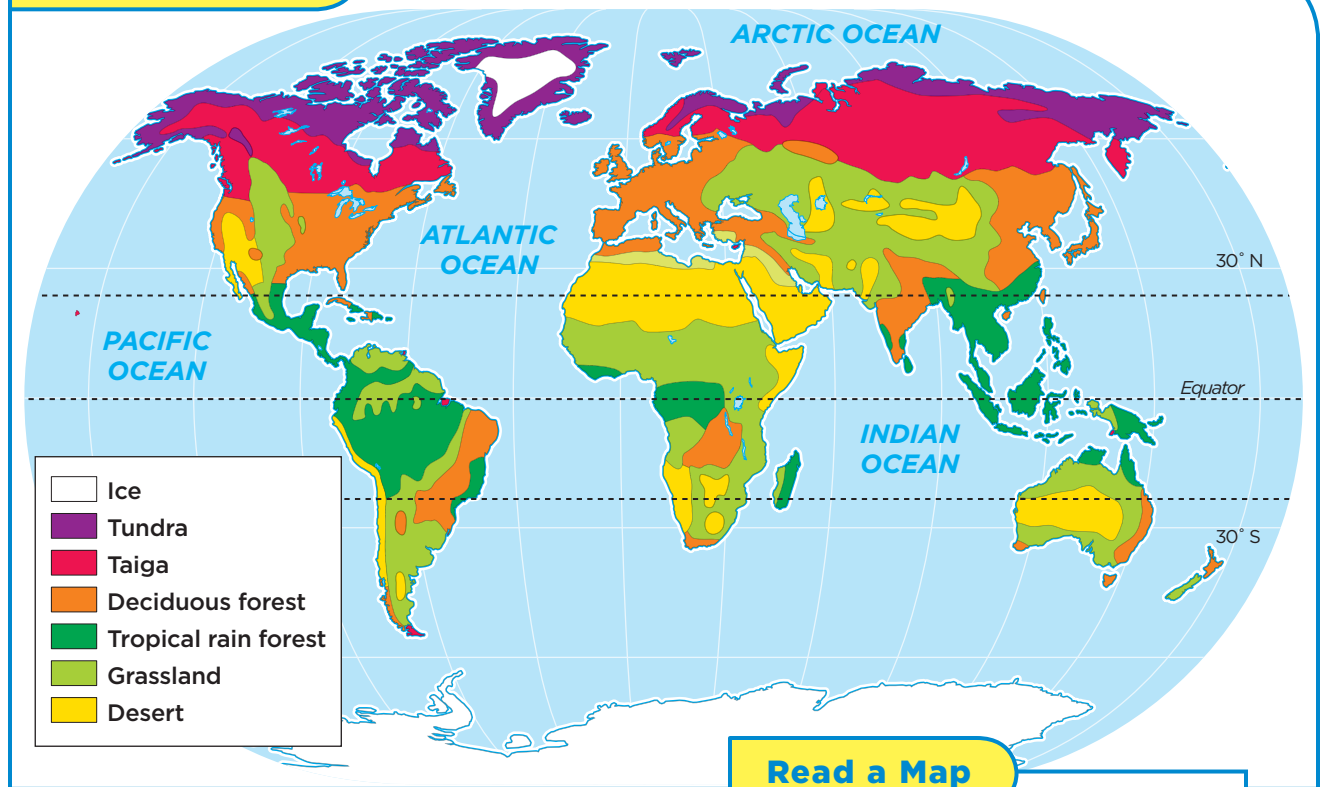 ARCTIC OCEAN
ATLANTIC
OCEAN
30° N
PACIFIC
OCEAN
Equator
INDIAN
OCEAN
30° S
Ice
Tundra
Taiga
Deciduous forest
Tropical rain forest
Grassland
Desert
Read a Map